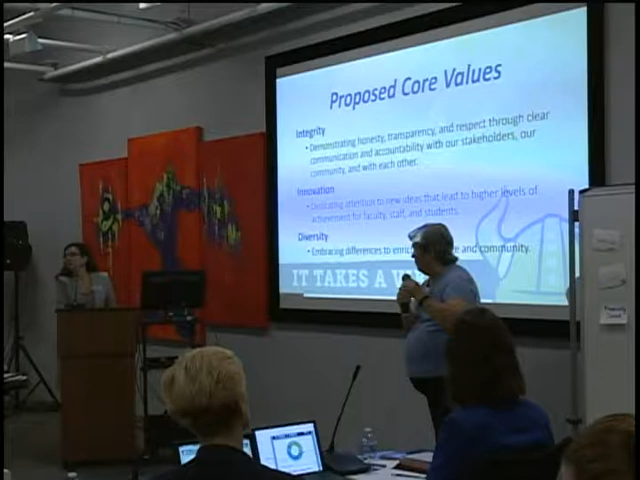 Proposed Core Values
Integrity
• Demonstrating honesty, transparency, and respect through clear
communication and accountability with our stakeholders, our
community, and with each other.
Innovation
• Dedicating attention to new ideas that lead to higher levels of
achievement for faculty, staff, and students.
Diversity
• Embracing differences to and community.
IT TAKES A